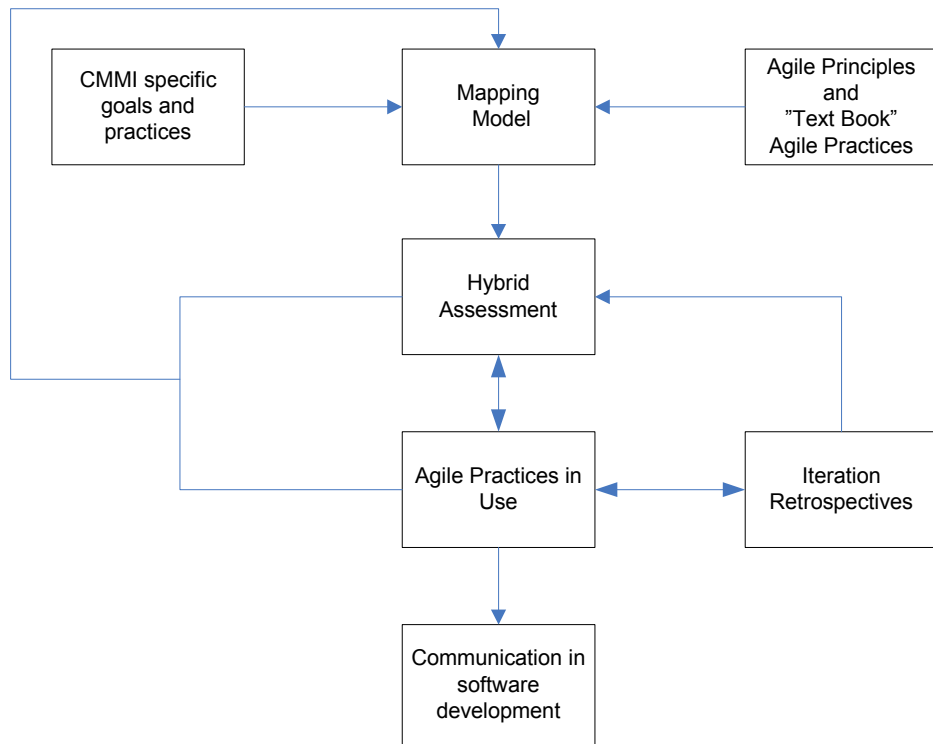 CMMI specific
goals and
practices
Mapping
Model
Agile Principles
and
”Text Book”
Agile Practices
Hybrid
Assessment
Agile Practices in
Use
Iteration
Retrospectives
Communication in
software
development